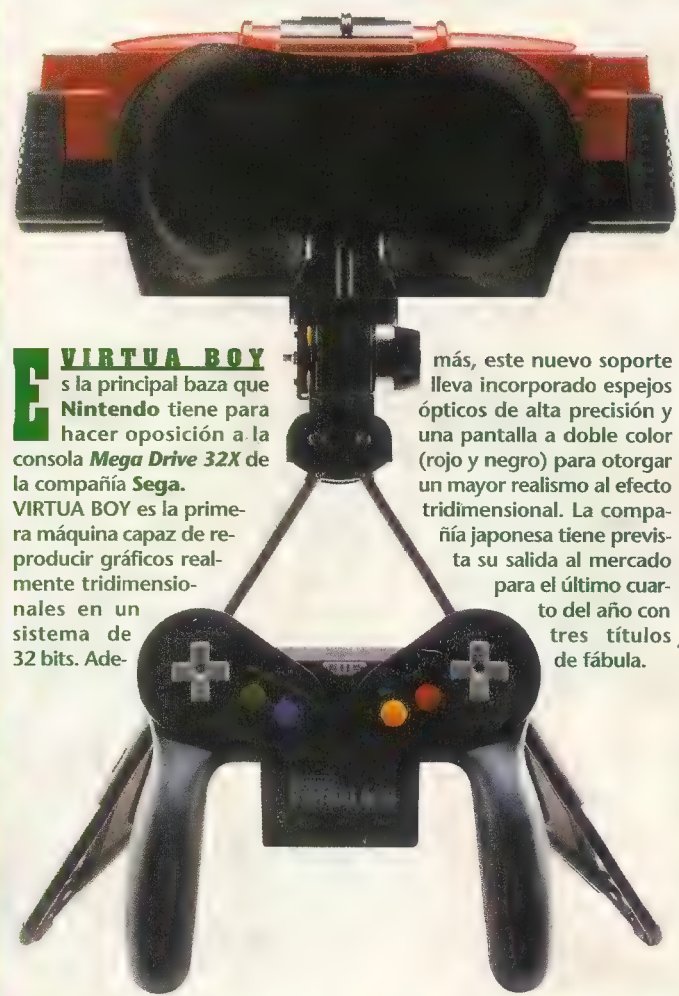 VIRTUA BOY
Es la principal baza que
Nintendo tiene para
hacer oposición a la
consola Mega Drive 32X de
la compañía Sega.
VIRTUA BOY es la prime-
ra máquina capaz de re-
producir gráficos real-
mente tridimensio-
nales en un
sistema de
32 bits. Ade-
más, este nuevo soporte
lleva incorporado espejos
ópticos de alta precisión y
una pantalla a doble color
(rojo y negro) para otorgar
un mayor realismo al efecto
tridimensional. La compa-
ñía japonesa tiene previs-
ta su salida al mercado
para el último cuar-
to del año con
tres títulos
de fábula.